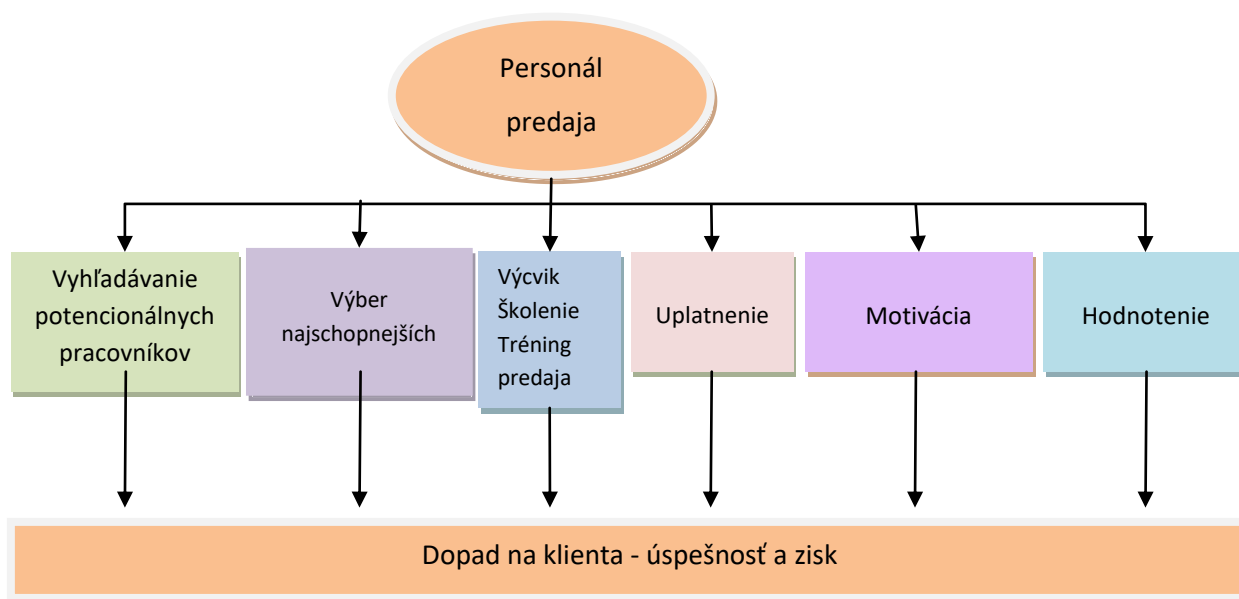 Personál
predaja
Vyhľadávanie
potencionálnych
pracovníkov
Výber
najschopnejších
Výcvik
Školenie
Tréning
predaja
Uplatnenie
Motivácia
Hodnotenie
Dopad na klienta - úspešnosť a zisk